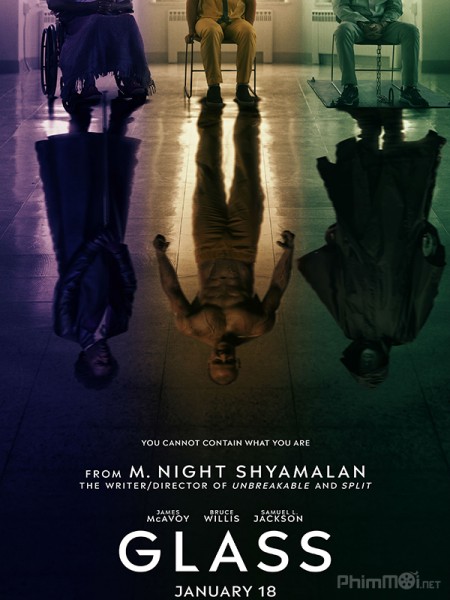 YOU CANNOT CONTAIN WHAT YOU ARE
FROM M. NIGHT SHYAMALAN
THE WRITER/DIRECTOR OF UNBREAKABLE AND SPLIT
JAMES McAVOY BRUCE WILLIS SAMUEL L. JACKSON
GLASS
JANUARY 18
PhimMoi.NET